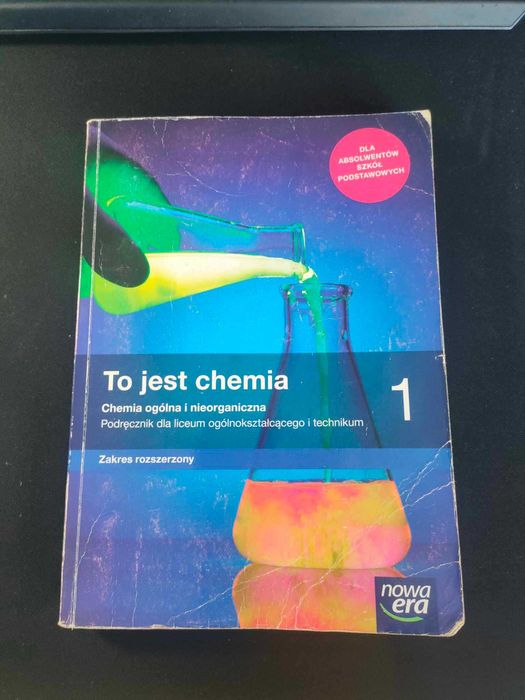 DLA
ABSOLWENTÓW
SZKÓŁ
PODSTAWOWYCH
To jest chemia
1
Chemia ogólna i nieorganiczna
Podręcznik dla liceum ogólnokształcącego i technikum
Zakres rozszerzony
nowa
era